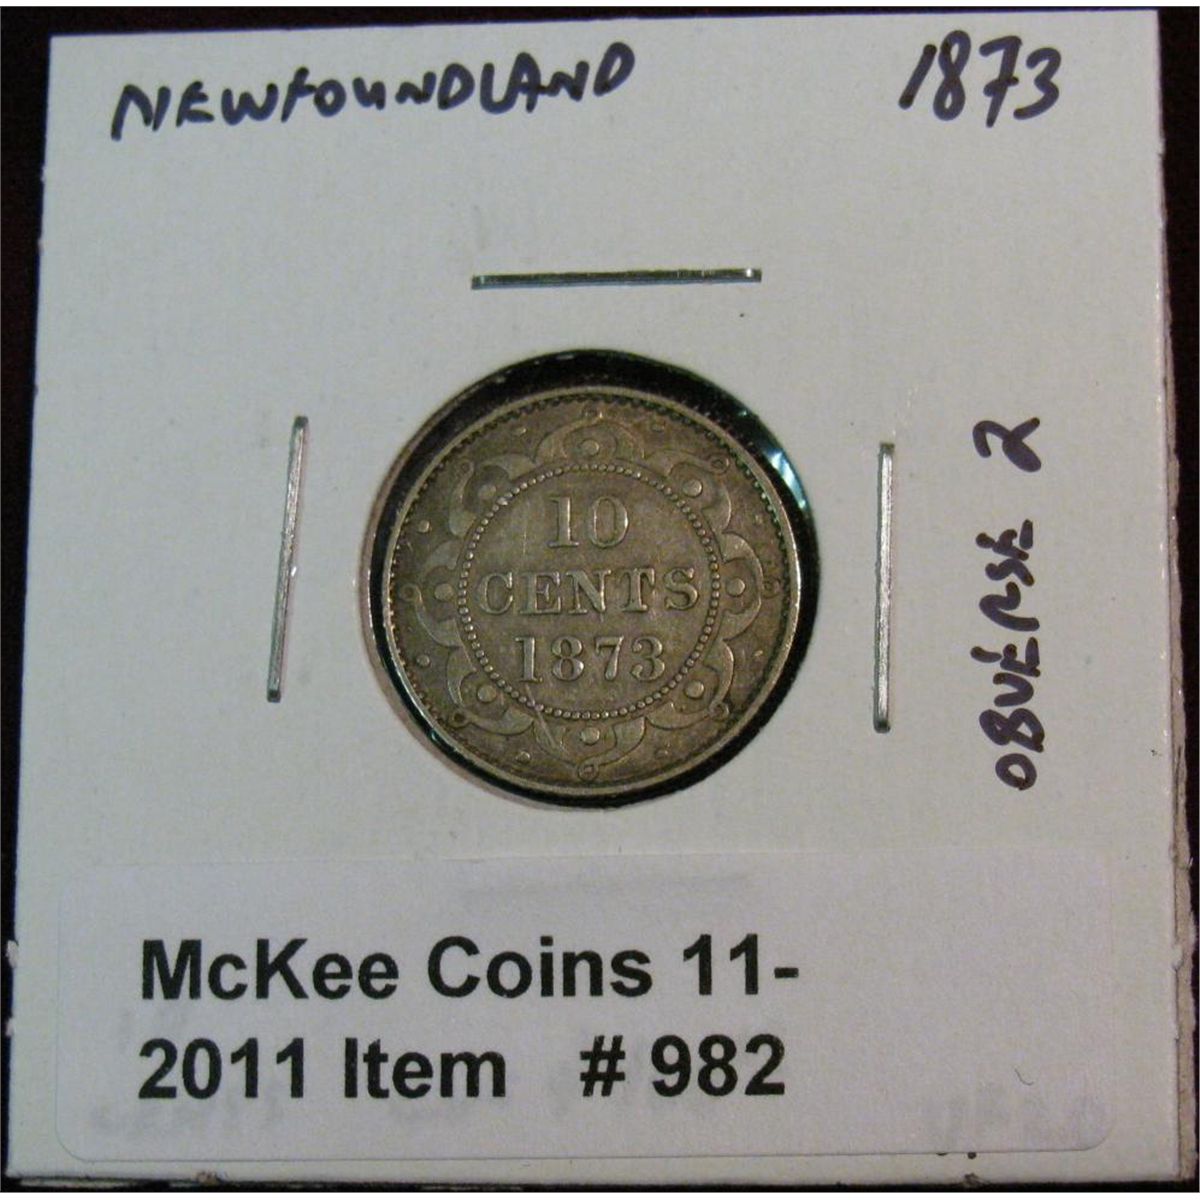 NEWFOUNDLAND 1873
OBVERSE 2
10
CENTS
1873
McKee Coins 11-
2011 Item # 982